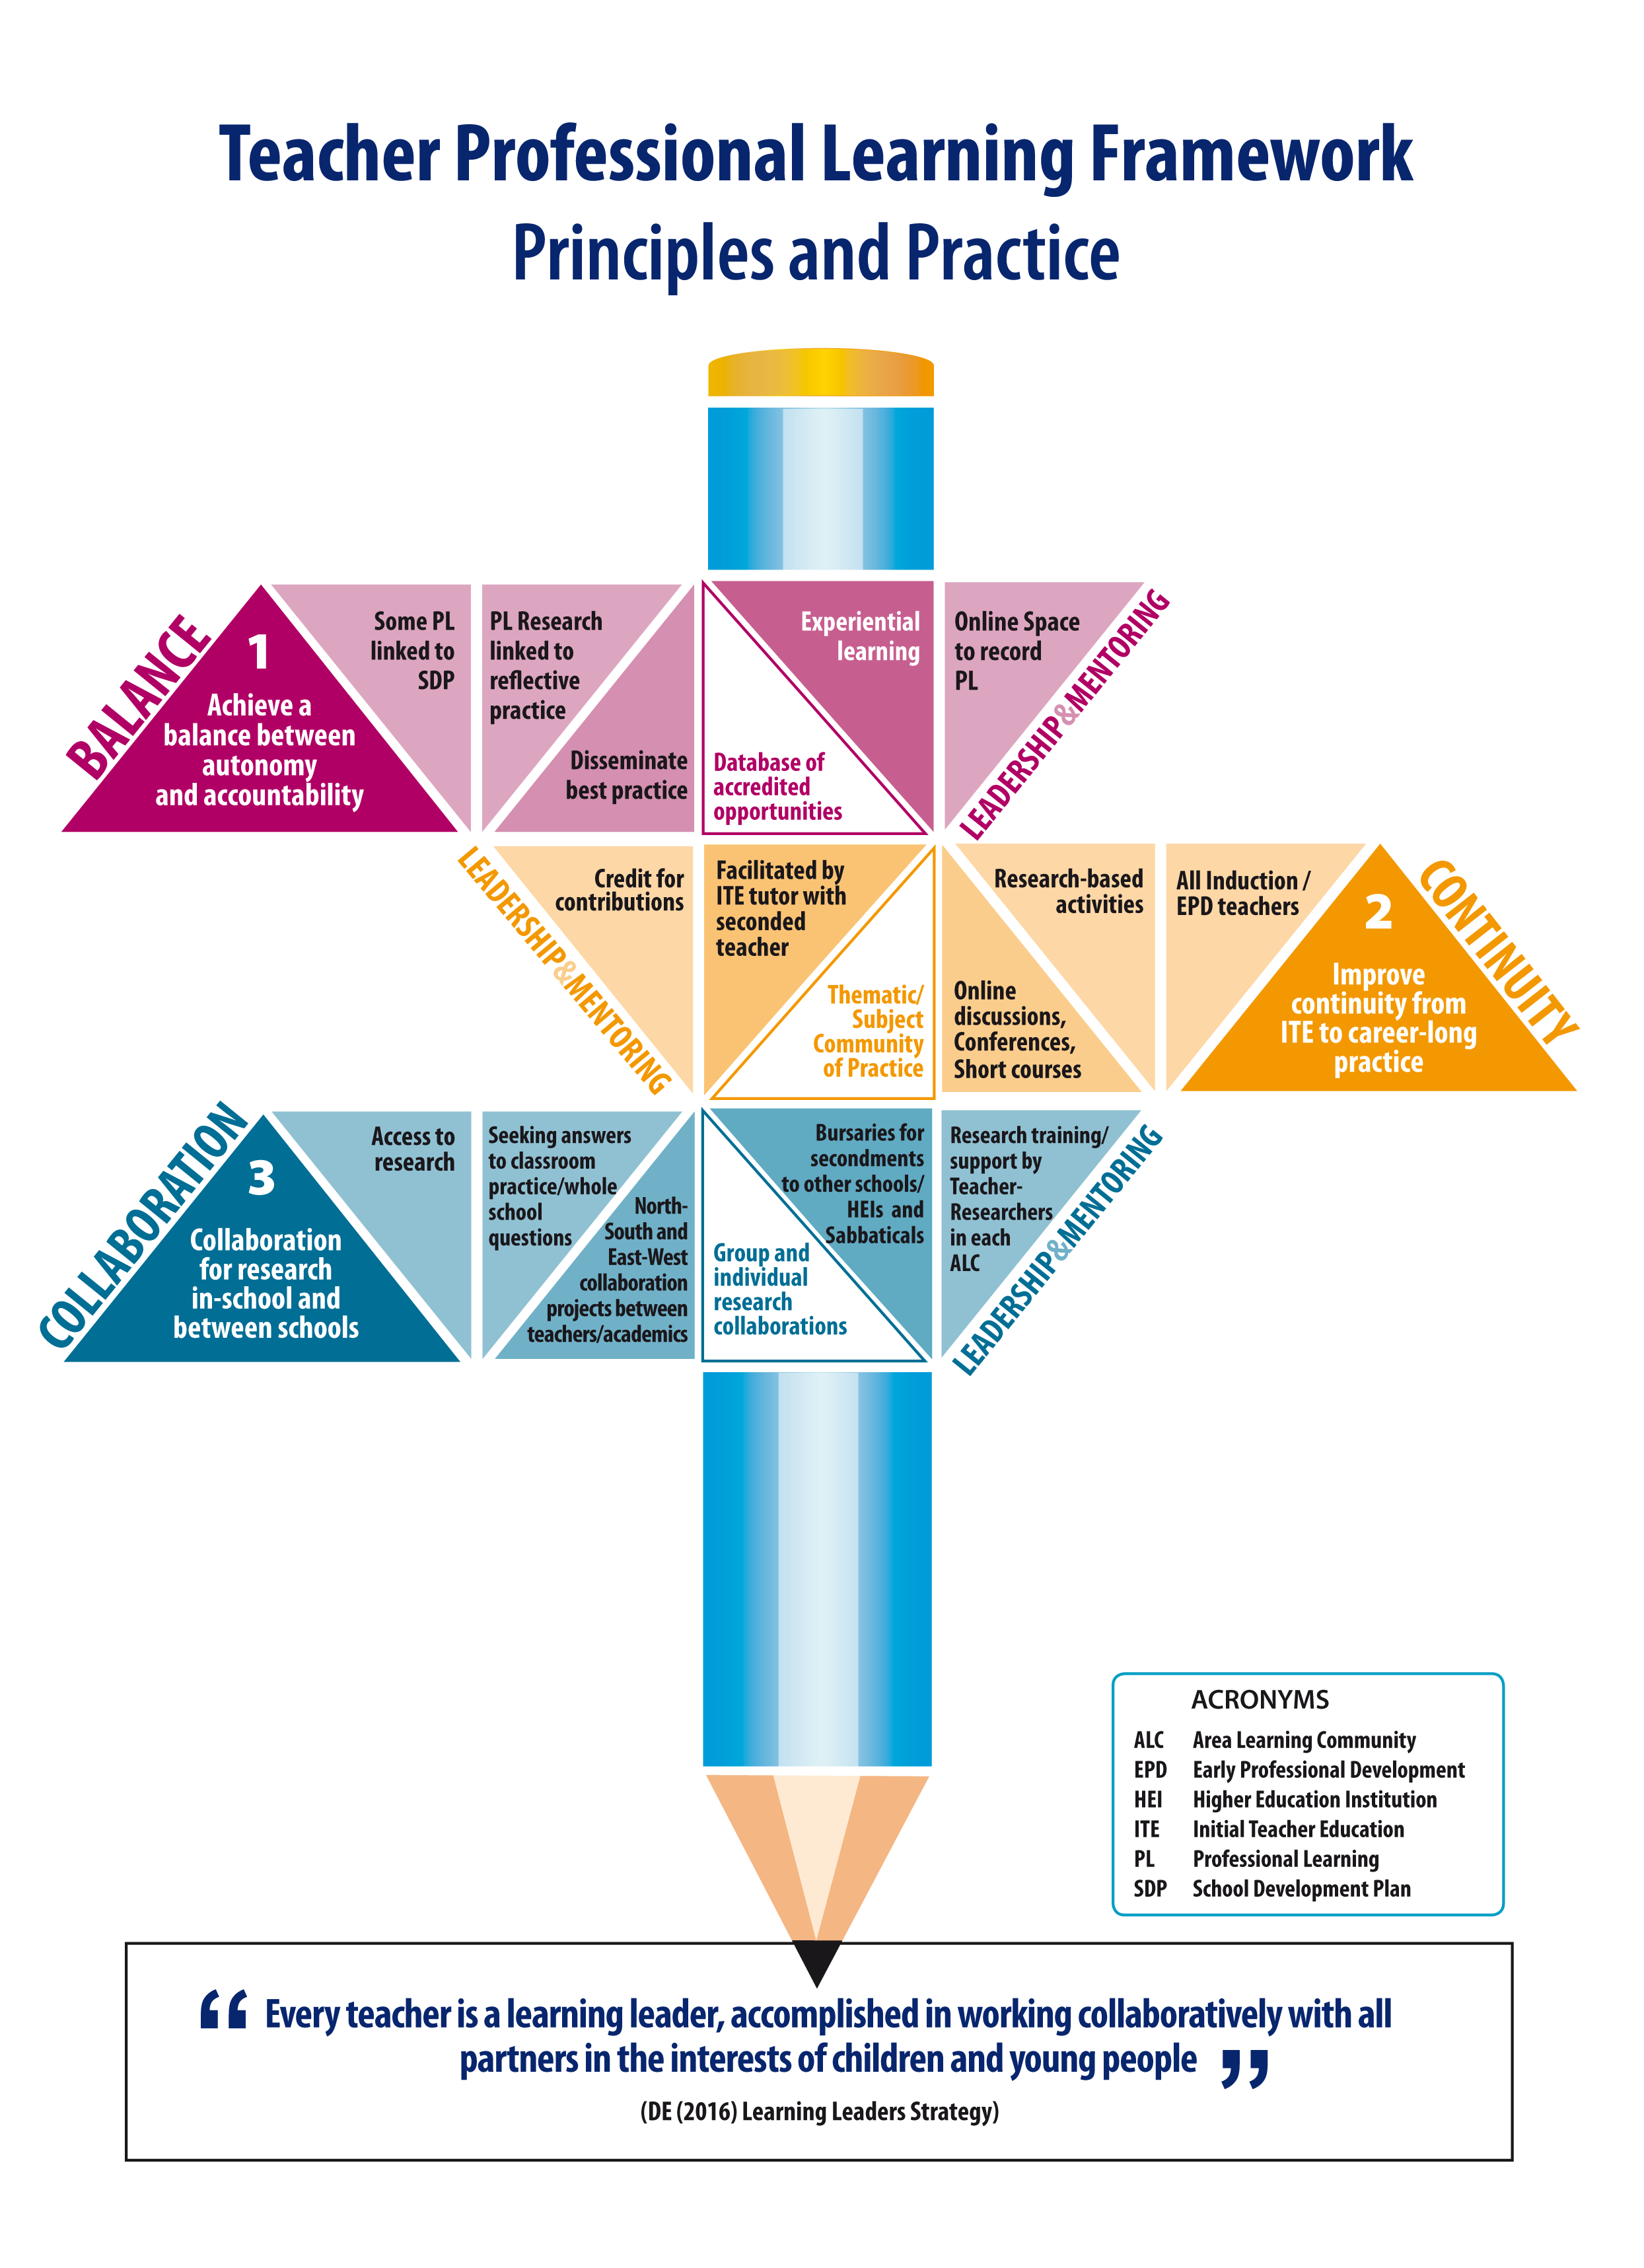 Teacher Professional Learning Framework
Principles and Practice
BALANCE
1
Achieve a
balance between
autonomy
and accountability
Some PL
linked to
SDP
PL Research
linked to
reflective
practice
Disseminate
best practice
Database of
accredited
opportunities
Experiential
learning
Online Space
to record
PL
LEADERSHIP&MENTORING
LEADERSHIP&MENTORING
Credit for
contributions
Facilitated by
ITE tutor with
seconded
teacher
Thematic/
Subject
Community
of Practice
Online
discussions,
Conferences,
Short courses
Research-based
activities
All Induction /
EPD teachers
2
Improve
continuity from
ITE to career-long
practice
CONTINUITY
COLLABORATION
3
Collaboration
for research
in-school and
between schools
Access to
research
Seeking answers
to classroom
practice/whole
school
questions
North-
South and
East-West
collaboration
projects between
teachers/academics
Group and
individual
research
collaborations
Bursaries for
secondments
to other schools/
HEIs and
Sabbaticals
Research training/
support by
Teacher-
Researchers
in each
ALC
LEADERSHIP&MENTORING
ACRONYMS
ALC Area Learning Community
EPD Early Professional Development
HEI Higher Education Institution
ITE Initial Teacher Education
PL Professional Learning
SDP School Development Plan
“ Every teacher is a learning leader, accomplished in working collaboratively with all
partners in the interests of children and young people ”
(DE (2016) Learning Leaders Strategy)